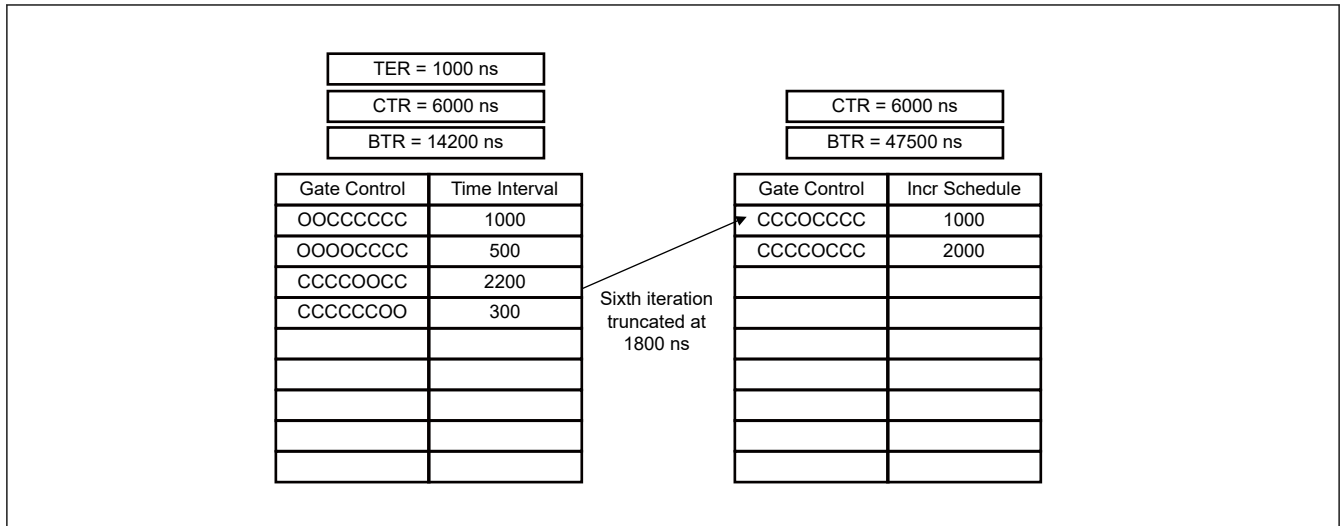 TER = 1000 ns
CTR = 6000 ns
BTR = 14200 ns
Gate Control Time Interval
OOCCCCCC 1000
OOOOCCCC 500
CCCCOOCC 2200
CCCCCCOO 300
Sixth iteration
truncated at
1800 ns
CTR = 6000 ns
BTR = 47500 ns
Gate Control Incr Schedule
CCCOCCCC 1000
CCCCOCCC 2000